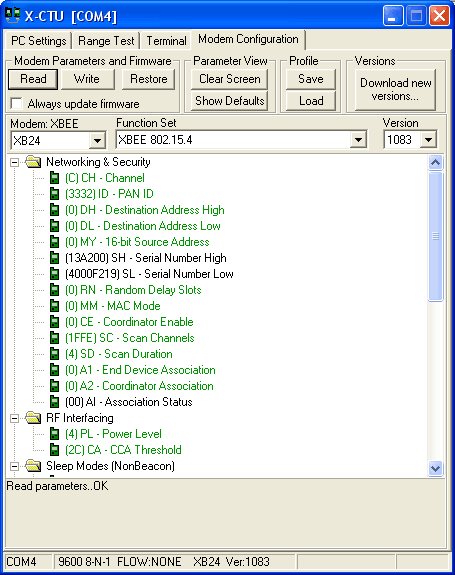 X-CTU [COM4]
PC Settings Range Test Terminal Modem Configuration
Modem Parameters and Firmware Parameter View Profile Versions
Read Write Restore Clear Screen Save Download new versions...
Always update firmware Show Defaults Load
Modem: XBEE Function Set Version
XB24 XBEE 802.15.4 1083
Networking & Security
(C) CH - Channel
(3332) ID - PAN ID
(0) DH - Destination Address High
(0) DL - Destination Address Low
(0) MY - 16-bit Source Address
(13A200) SH - Serial Number High
(4000F219) SL - Serial Number Low
(0) RN - Random Delay Slots
(0) MM - MAC Mode
(0) CE - Coordinator Enable
(1FFE) SC - Scan Channels
(4) SD - Scan Duration
(0) A1 - End Device Association
(0) A2 - Coordinator Association
(00) AI - Association Status
RF Interfacing
(4) PL - Power Level
(2C) CA - CCA Threshold
Sleep Modes (NonBeacon)
Read parameters..OK
COM4 9600 8-N-1 FLOW:NONE XB24 Ver:1083